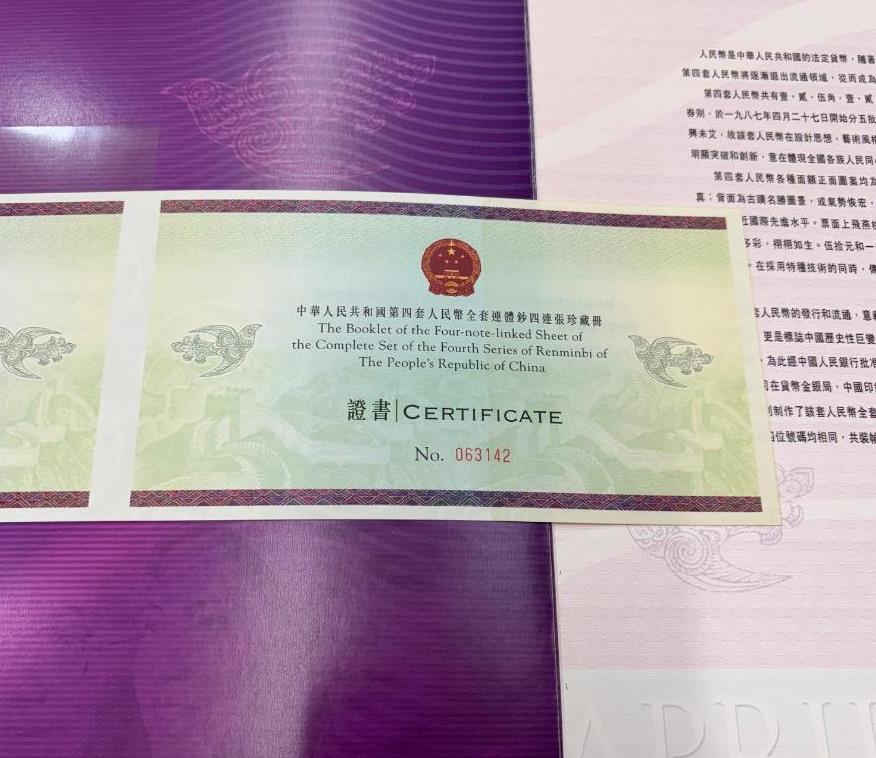 人民幣是中華人民共和國的法定貨幣，隨著
第四套人民幣將逐漸退出流通領域，從而成為
第四套人民幣共有壹、貳、伍角，壹、貳
券別，於一九八七年四月二十七日開始分五批
興未艾，故該套人民幣在設計思想、藝術風格
明顯突破和創新，意在體現全國各族人民同
第四套人民幣各種面額正面圖案均為
真；背面為古蹟名勝圖景，或氣勢恢宏，
近國際先進水平。票面上飛燕
多彩，栩栩如生。伍拾元和一
。在採用特種技術的同時，傳
人民幣的發行和流通，意義
更是標誌中國歷史性巨變
，為此經中國人民銀行批准
在貨幣金銀局，中國印
制作了該套人民幣全套
位號碼均相同，共裝幀
中華人民共和國第四套人民幣全套連體鈔四連張珍藏冊
The Booklet of the Four-note-linked Sheet of
the Complete Set of the Fourth Series of Renminbi of
The People's Republic of China
證書|CERTIFICATE
No. 063142